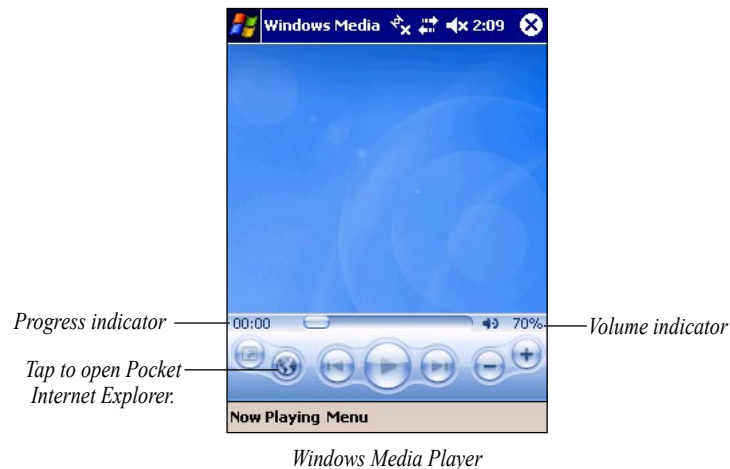 Windows Media 2:09
00:00 70%
Progress indicator
Volume indicator
Tap to open Pocket
Internet Explorer.
Now Playing Menu
Windows Media Player